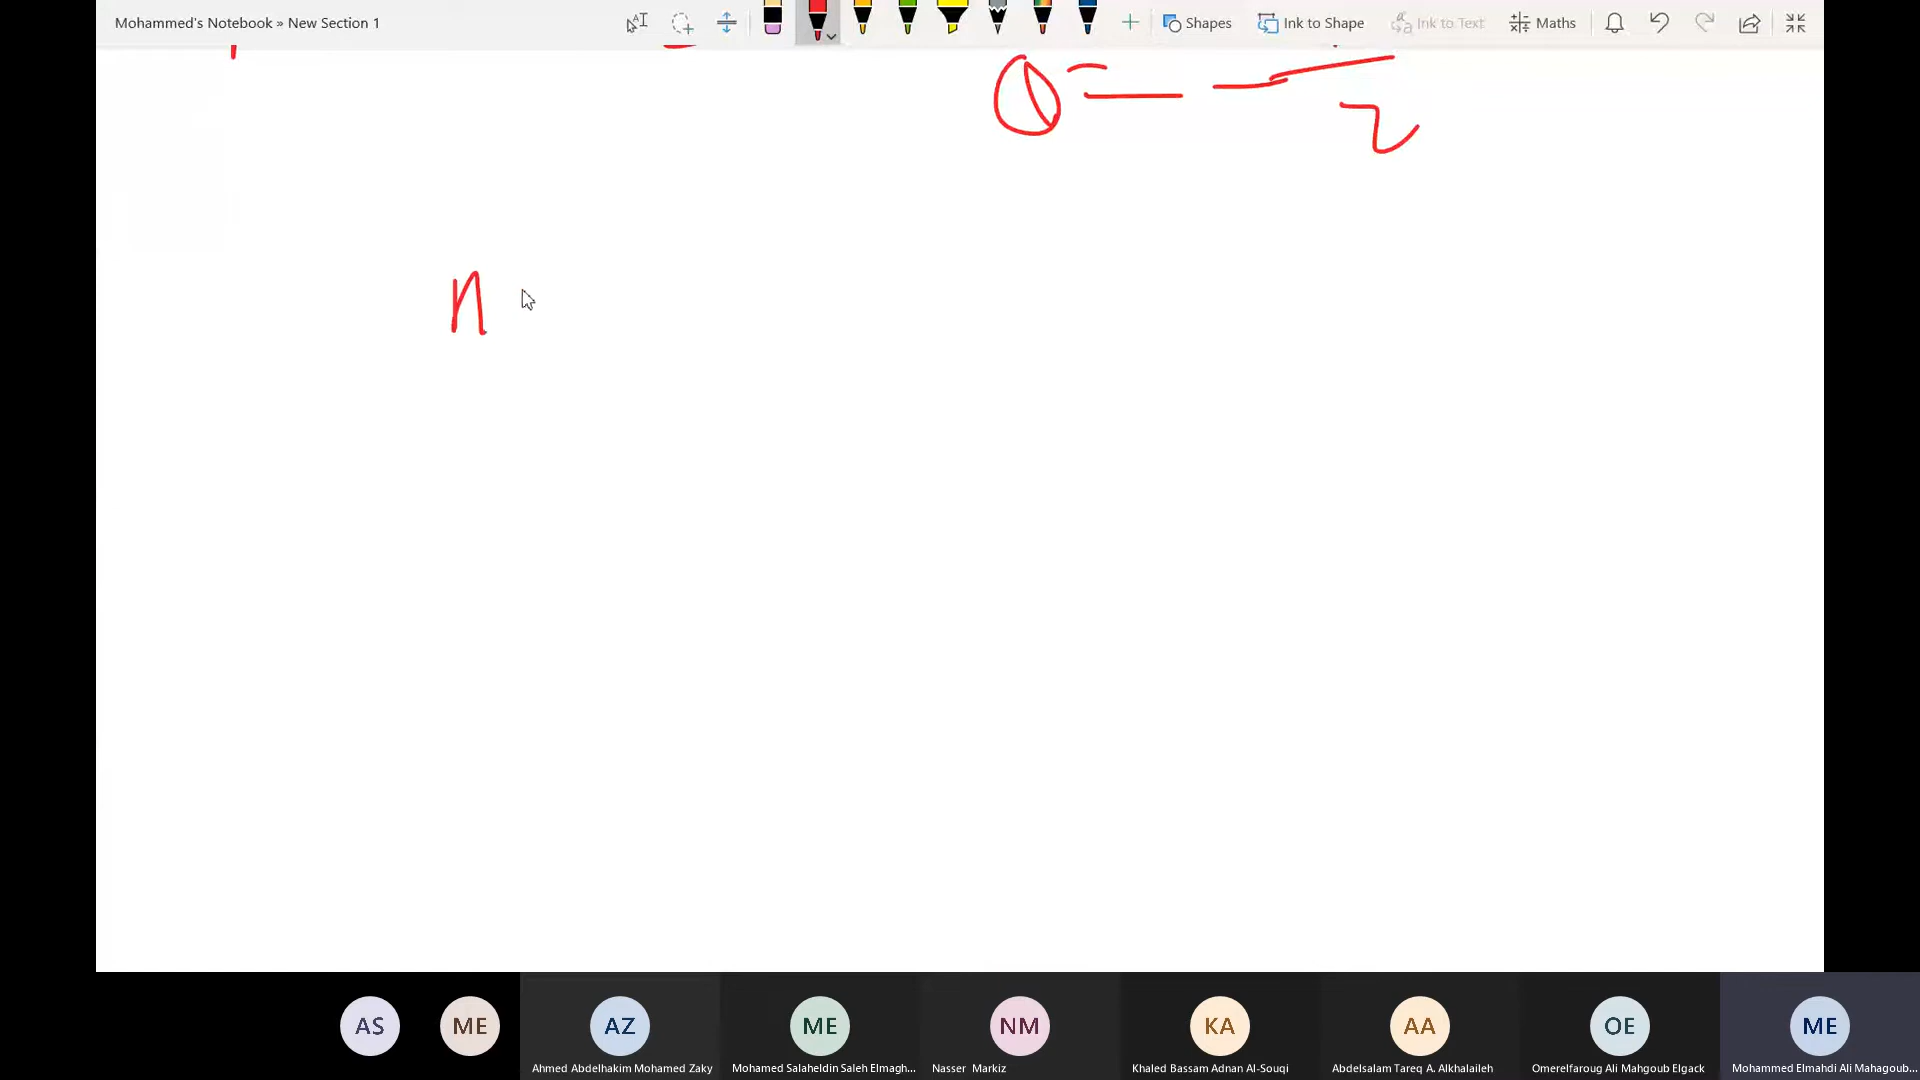 Mohammed's Notebook » New Section 1
Shapes
Ink to Shape
Ink to Text
Maths
2
n
AS
ME
AZ
ME
NM
KA
AA
OE
ME
Ahmed Abdelhakim Mohamed Zaky
Mohamed Salaheldin Saleh Elmagh...
Nasser Markiz
Khaled Bassam Adnan Al-Souqi
Abdelsalam Tareq A. Alkhalaileh
Omerelfaroug Ali Mahgoub Elgack
Mohammed Elmahdi Ali Mahagoub...